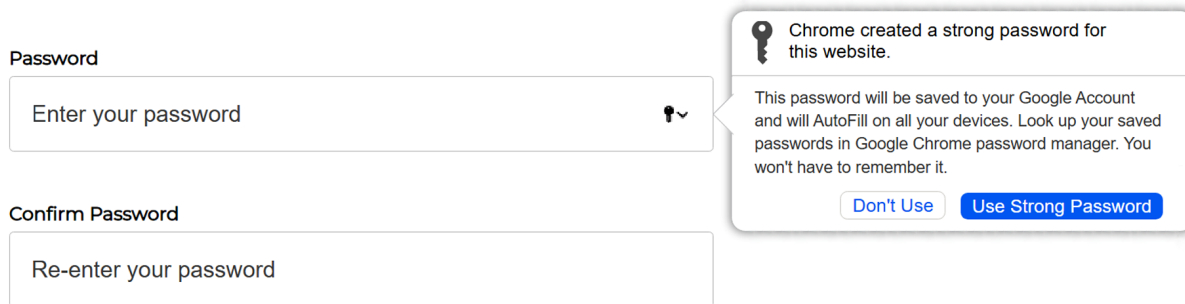 Password
Enter your password
Confirm Password
Re-enter your password
Chrome created a strong password for
this website.
This password will be saved to your Google Account
and will AutoFill on all your devices. Look up your saved
passwords in Google Chrome password manager. You
won't have to remember it.
Don't Use
Use Strong Password